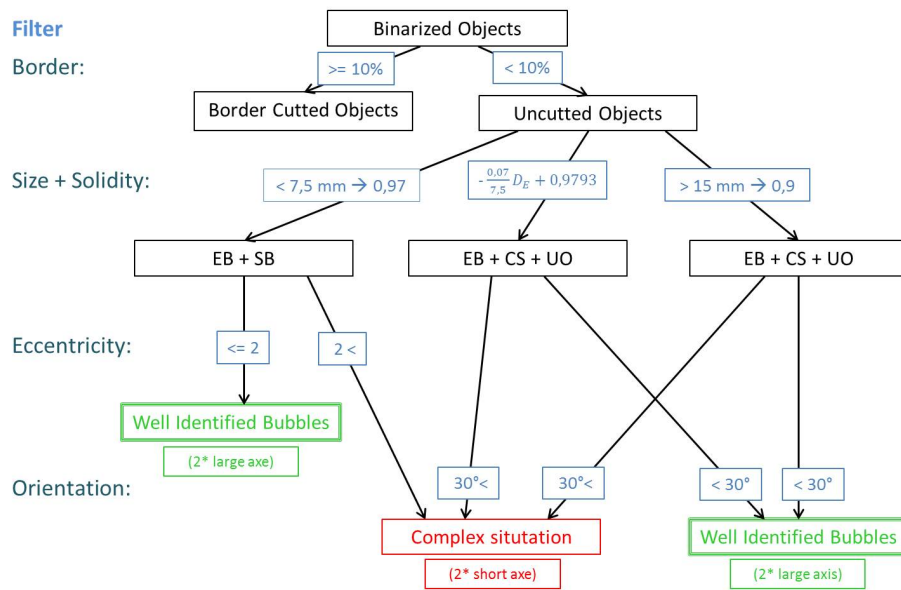 Filter
Binarized Objects
Border:
>= 10%
< 10%
Border Cutted Objects
Uncutted Objects
Size + Solidity:
< 7,5 mm → 0,97
-0,07/7,5 D_E + 0,9793
> 15 mm → 0,9
EB + SB
EB + CS + UO
EB + CS + UO
Eccentricity:
<= 2
2 <
Well Identified Bubbles
(2* large axe)
Orientation:
30°<
30°<
< 30°
< 30°
Complex situtation
(2* short axe)
Well Identified Bubbles
(2* large axis)